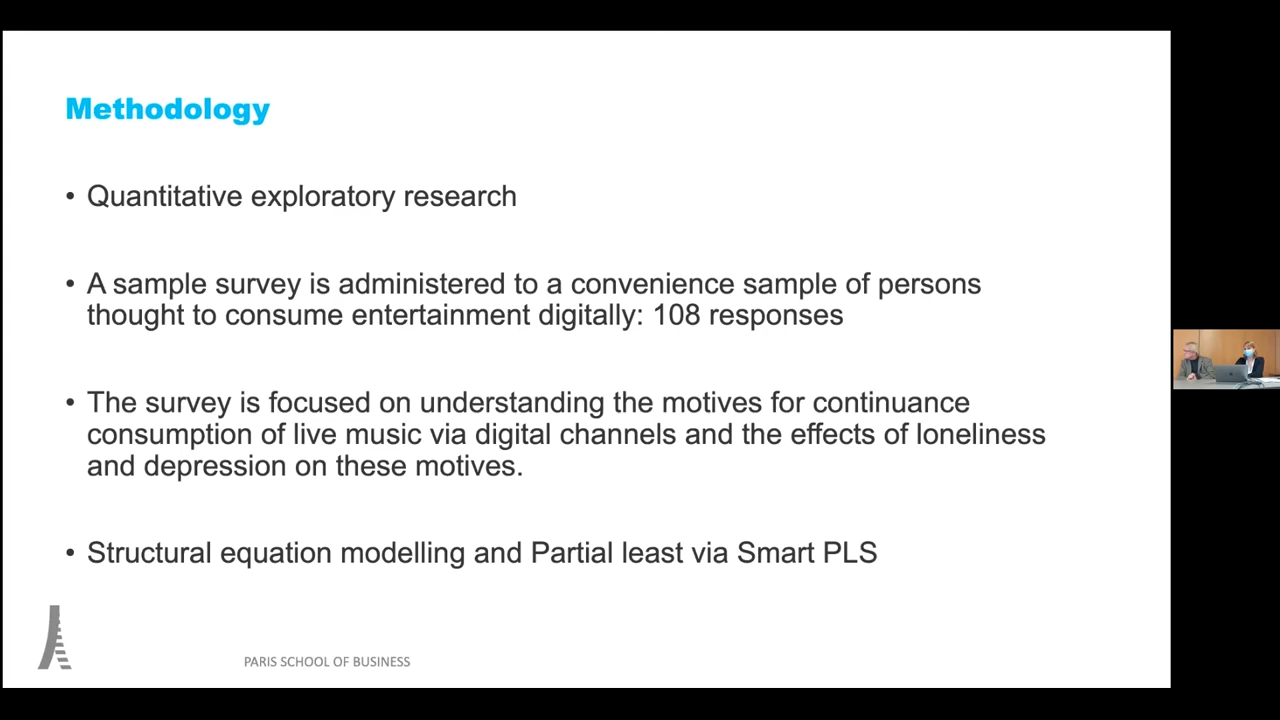 Methodology
• Quantitative exploratory research
• A sample survey is administered to a convenience sample of persons
thought to consume entertainment digitally: 108 responses
• The survey is focused on understanding the motives for continuance
consumption of live music via digital channels and the effects of loneliness
and depression on these motives.
• Structural equation modelling and Partial least via Smart PLS
PARIS SCHOOL OF BUSINESS